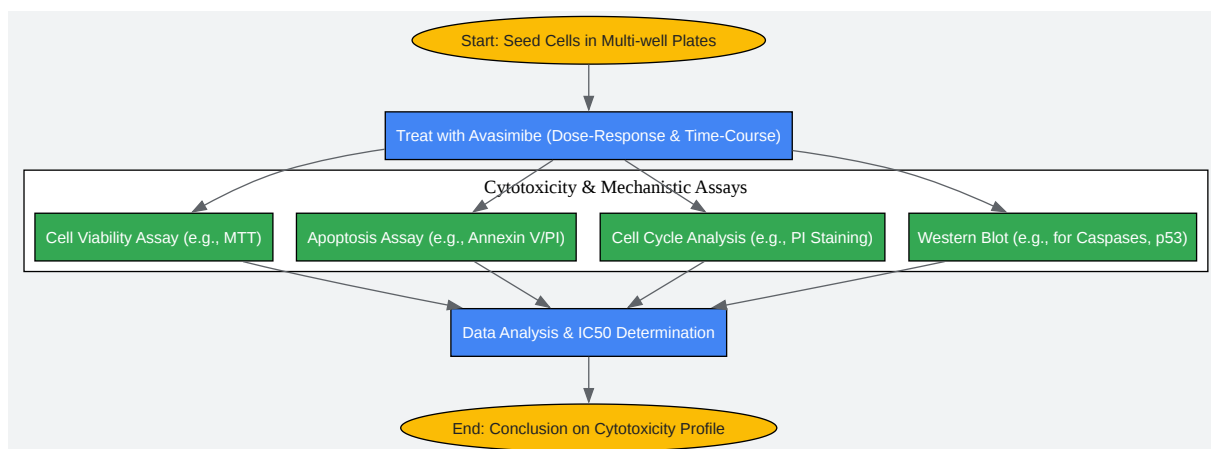 Start: Seed Cells in Multi-well Plates
Treat with Avasimibe (Dose-Response & Time-Course)
Cytotoxicity & Mechanistic Assays
Cell Viability Assay (e.g., MTT)
Apoptosis Assay (e.g., Annexin V/PI)
Cell Cycle Analysis (e.g., PI Staining)
Western Blot (e.g., for Caspases, p53)
Data Analysis & IC50 Determination
End: Conclusion on Cytotoxicity Profile